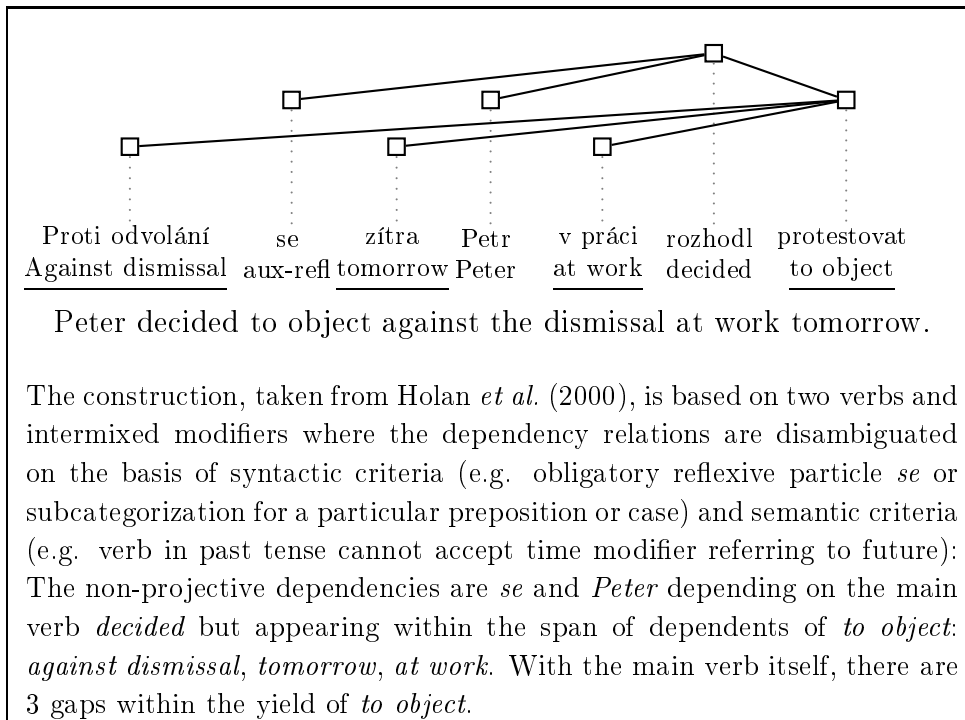 Proti odvolání se zítra Petr v práci rozhodl protestovat
Against dismissal aux-refl tomorrow Peter at work decided to object
Peter decided to object against the dismissal at work tomorrow.
The construction, taken from Holan et al. (2000), is based on two verbs and
intermixed modifiers where the dependency relations are disambiguated
on the basis of syntactic criteria (e.g. obligatory reflexive particle se or
subcategorization for a particular preposition or case) and semantic criteria
(e.g. verb in past tense cannot accept time modifier referring to future):
The non-projective dependencies are se and Peter depending on the main
verb decided but appearing within the span of dependents of to object:
against dismissal, tomorrow, at work. With the main verb itself, there are
3 gaps within the yield of to object.